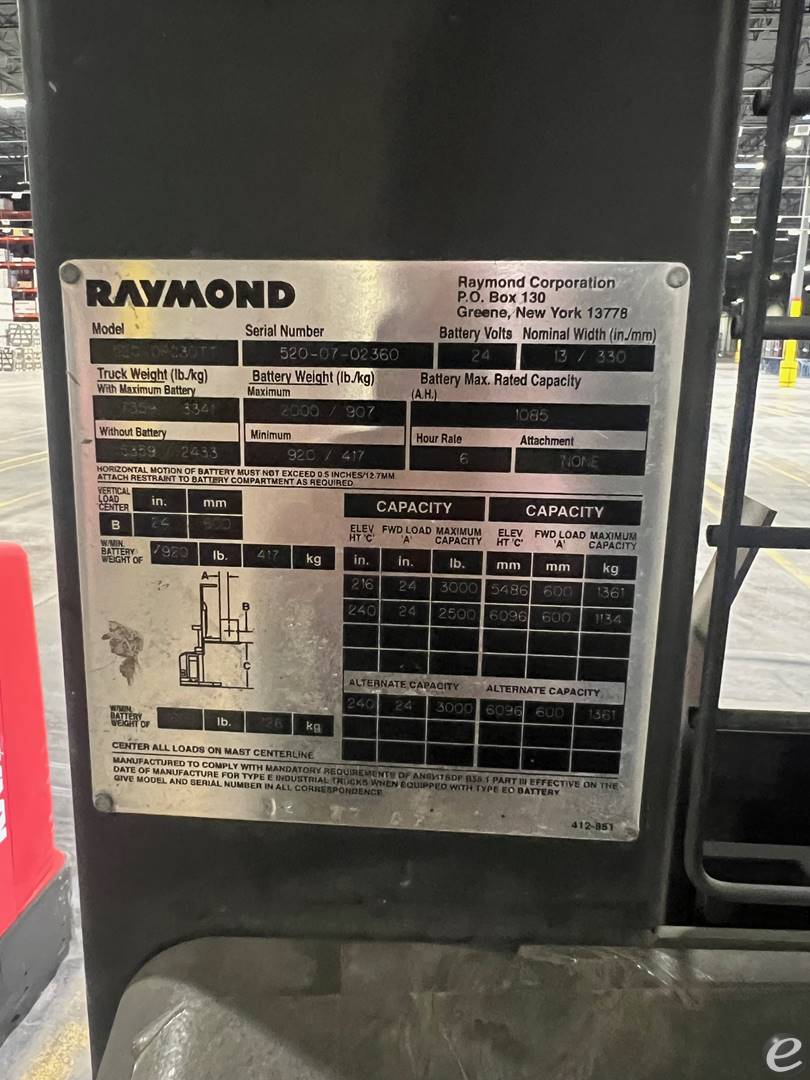 RAYMOND
Raymond Corporation
P.O. Box 130
Greene, New York 13778
Model Serial Number Battery Volts Nominal Width (in./mm)
520-07-02360 24 13 / 330
Truck Weight (lb./kg) Battery Weight (lb./kg) Battery Max. Rated Capacity
With Maximum Battery Maximum (A.H.)
3341 2000 / 907 1085
Without Battery Minimum Hour Rate Attachment
/ 2433 920 / 417 6 NONE
HORIZONTAL MOTION OF BATTERY MUST NOT EXCEED 0.5 INCHES/12.7MM
ATTACH RESTRAINT TO BATTERY COMPARTMENT AS REQUIRED
VERTICAL LOAD CENTER in. mm
B 24 600
W/MIN. BATTERY WEIGHT OF 920 lb. 417 kg
A
B
C
W/MIN. BATTERY WEIGHT OF lb. kg
CAPACITY CAPACITY
ELEV HT 'C' FWD LOAD 'A' MAXIMUM CAPACITY ELEV HT 'C' FWD LOAD 'A' MAXIMUM CAPACITY
in. in. lb. mm mm kg
216 24 3000 5486 600 1361
240 24 2500 6096 600 1134
ALTERNATE CAPACITY ALTERNATE CAPACITY
240 24 3000 6096 600 1361
CENTER ALL LOADS ON MAST CENTERLINE
MANUFACTURED TO COMPLY WITH MANDATORY REQUIREMENTS OF ANSI/ITSDF B56.1 PART III EFFECTIVE ON THE
DATE OF MANUFACTURE FOR TYPE E INDUSTRIAL TRUCKS WHEN EQUIPPED WITH TYPE EO BATTERY.
GIVE MODEL AND SERIAL NUMBER IN ALL CORRESPONDENCE
412-851
e